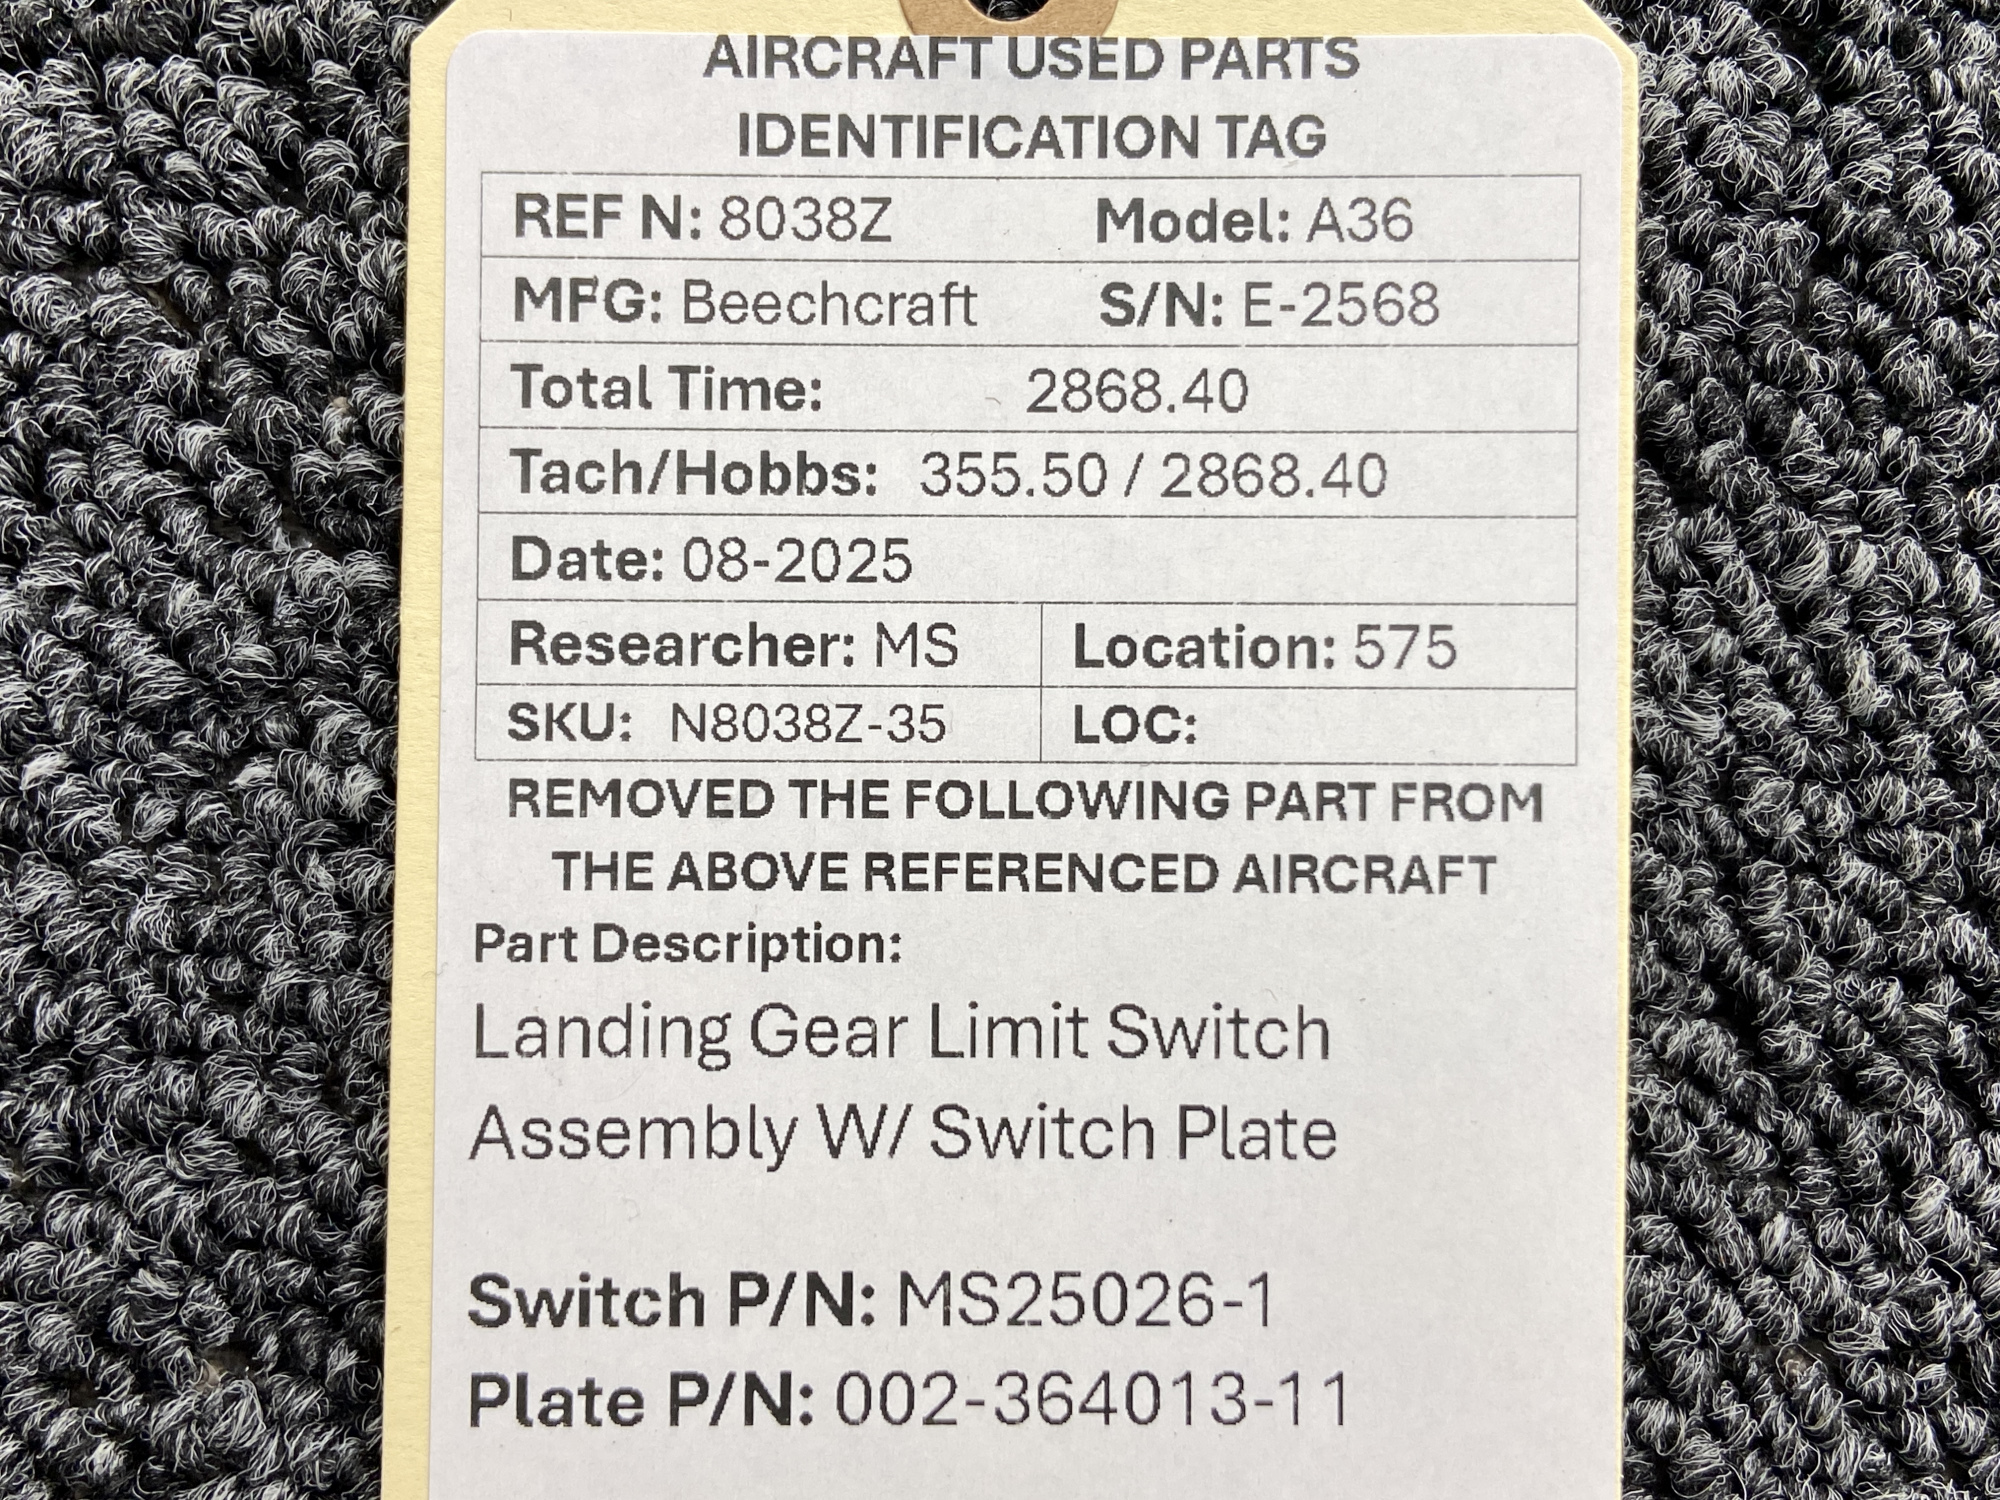 AIRCRAFT USED PARTS
IDENTIFICATION TAG
REF N: 8038Z Model: A36
MFG: Beechcraft S/N: E-2568
Total Time: 2868.40
Tach/Hobbs: 355.50 / 2868.40
Date: 08-2025
Researcher: MS Location: 575
SKU: N8038Z-35 LOC:
REMOVED THE FOLLOWING PART FROM
THE ABOVE REFERENCED AIRCRAFT
Part Description:
Landing Gear Limit Switch
Assembly W/ Switch Plate
Switch P/N: MS25026-1
Plate P/N: 002-364013-11